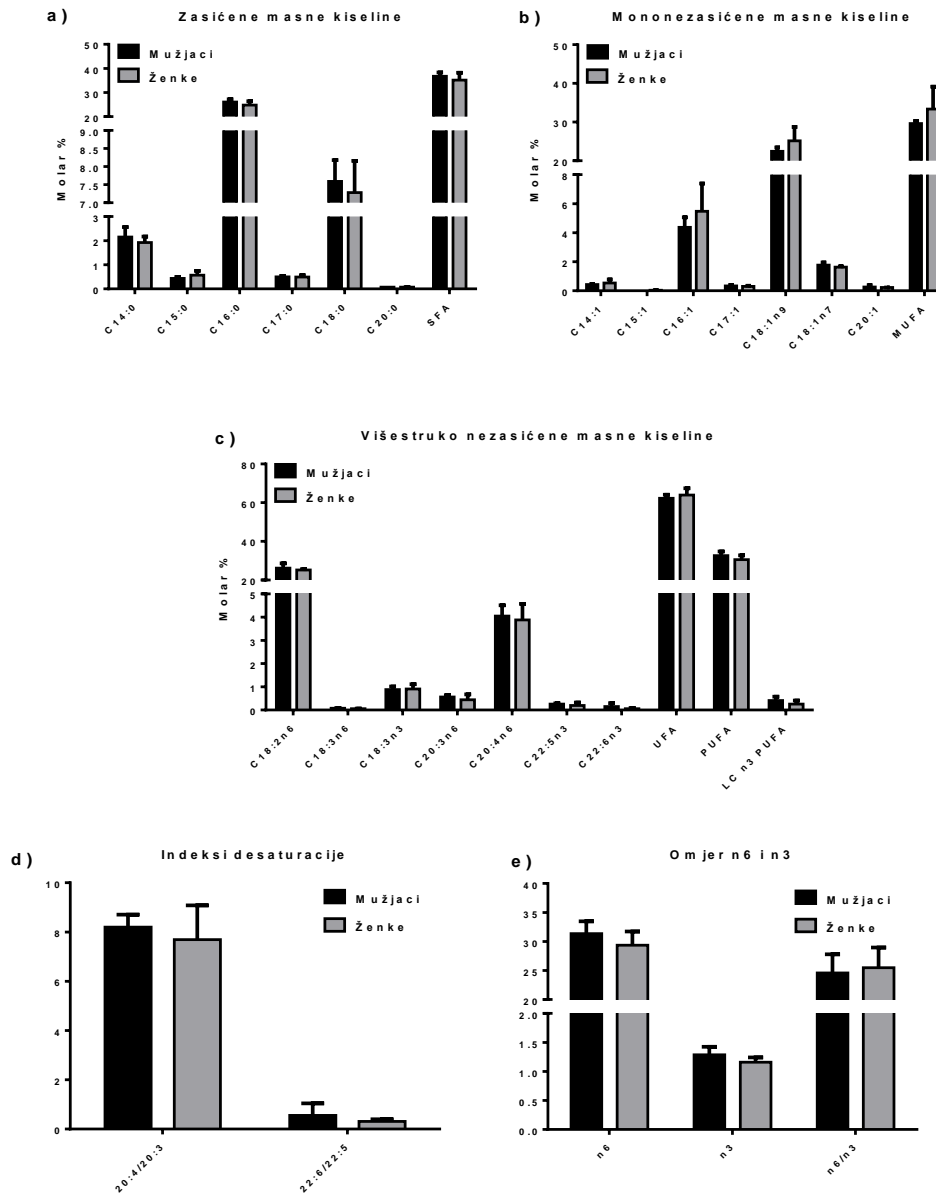 a) Zasićene masne kiseline
50
40
30
20
9.0
8.5
8.0
7.5
7.0
3
2
1
0
Molar %
Mužjaci
Ženke
C14:0
C15:0
C16:0
C17:0
C18:0
C20:0
SFA
b) Mononezasićene masne kiseline
50
40
30
20
8
6
4
2
0
Molar %
Mužjaci
Ženke
C14:1
C15:1
C16:1
C17:1
C18:1n9
C18:1n7
C20:1
MUFA
c) Višestruko nezasićene masne kiseline
80
60
40
20
5
4
3
2
1
0
Molar %
Mužjaci
Ženke
C18:2n6
C18:3n6
C18:3n3
C20:3n6
C20:4n6
C22:5n3
C22:6n3
UFA
PUFA
LC n3 PUFA
d) Indeksi desaturacije
10
8
6
4
2
0
Mužjaci
Ženke
20:4/20:3
22:6/22:5
e) Omjer n6 i n3
40
35
30
25
20
2.0
1.5
1.0
0.5
0.0
Mužjaci
Ženke
n6
n3
n6/n3